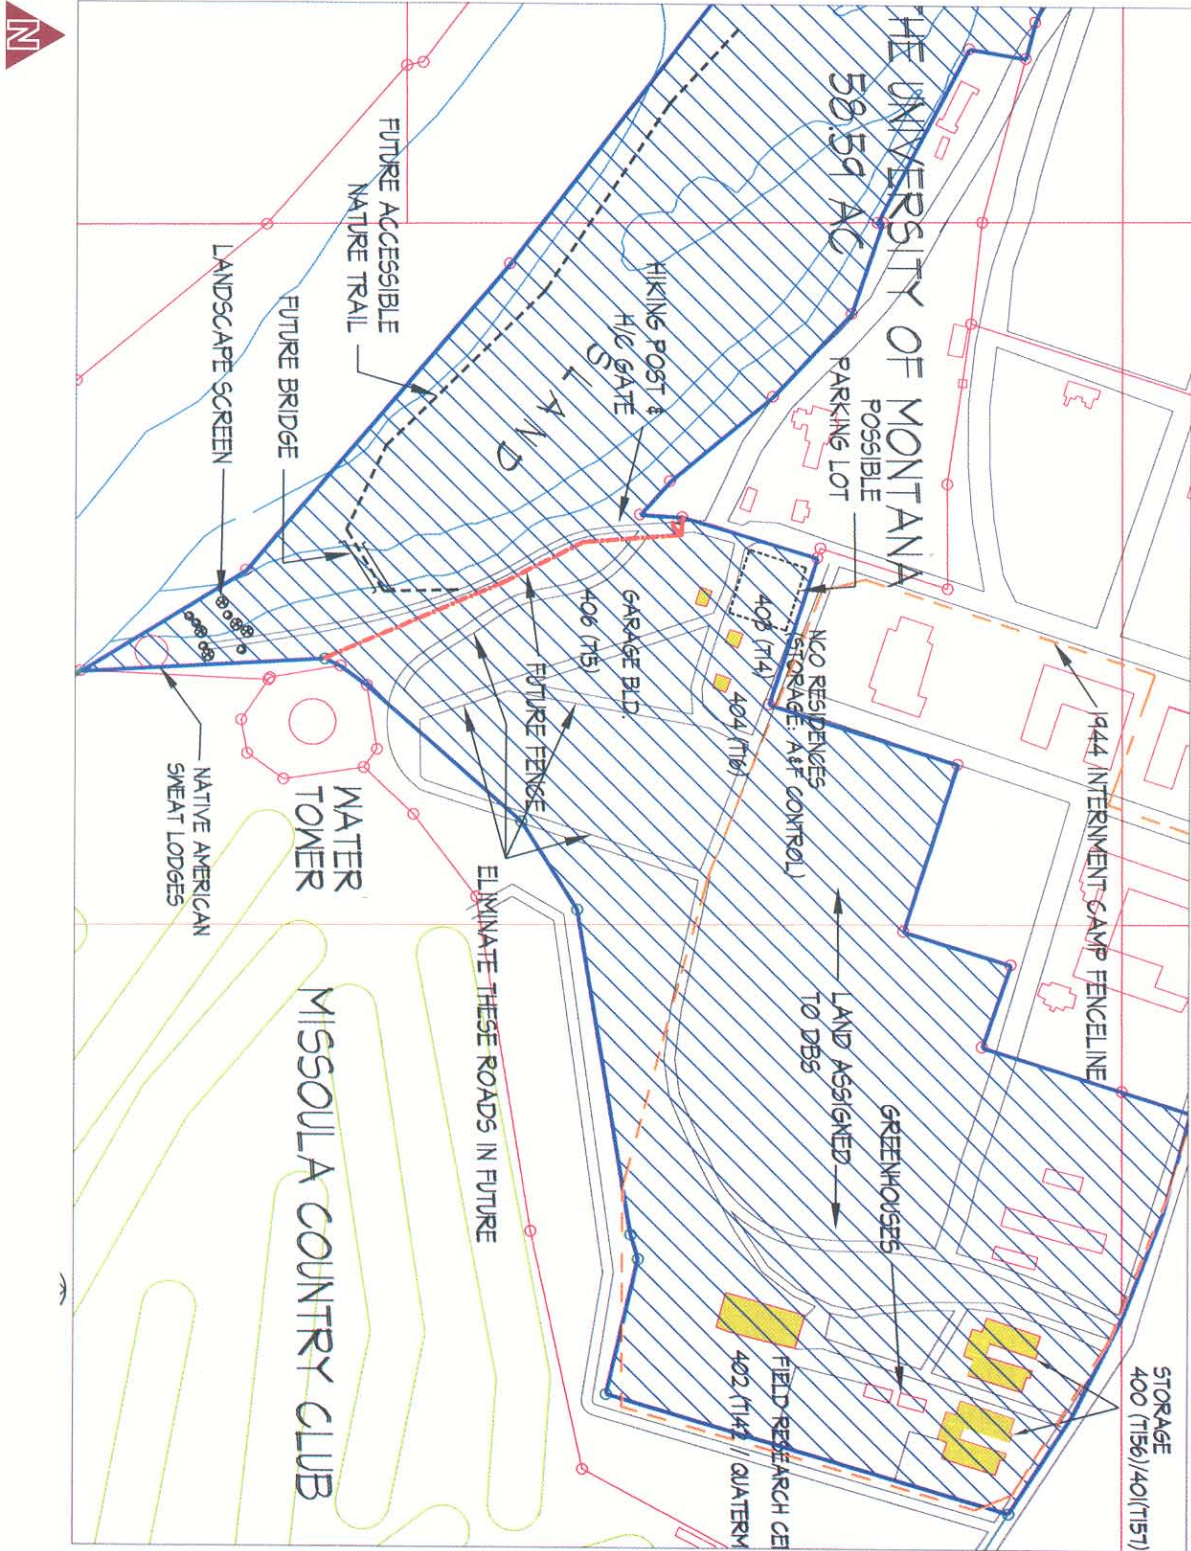 N
THE UNIVERSITY OF MONTANA
58.59 AC
FUTURE ACCESSIBLE
NATURE TRAIL
HIKING POST &
H/C GATE
ISLAND
POSSIBLE
PARKING LOT
LANDSCAPE SCREEN
FUTURE BRIDGE
GARAGE BLD.
406 (T15)
403 (T14)
404 (T16)
NCO RESIDENCES
(STORAGE: A&F CONTROL)
1944 INTERNMENT CAMP FENCELINE
FUTURE FENCE
NATIVE AMERICAN
SWEAT LODGES
WATER
TOWER
ELIMINATE THESE ROADS IN FUTURE
LAND ASSIGNED
TO DBS
GREENHOUSES
MISSOULA COUNTRY CLUB
FIELD RESEARCH CE
402 (T142 / QUATERM
STORAGE
400 (T156)/401(T157)